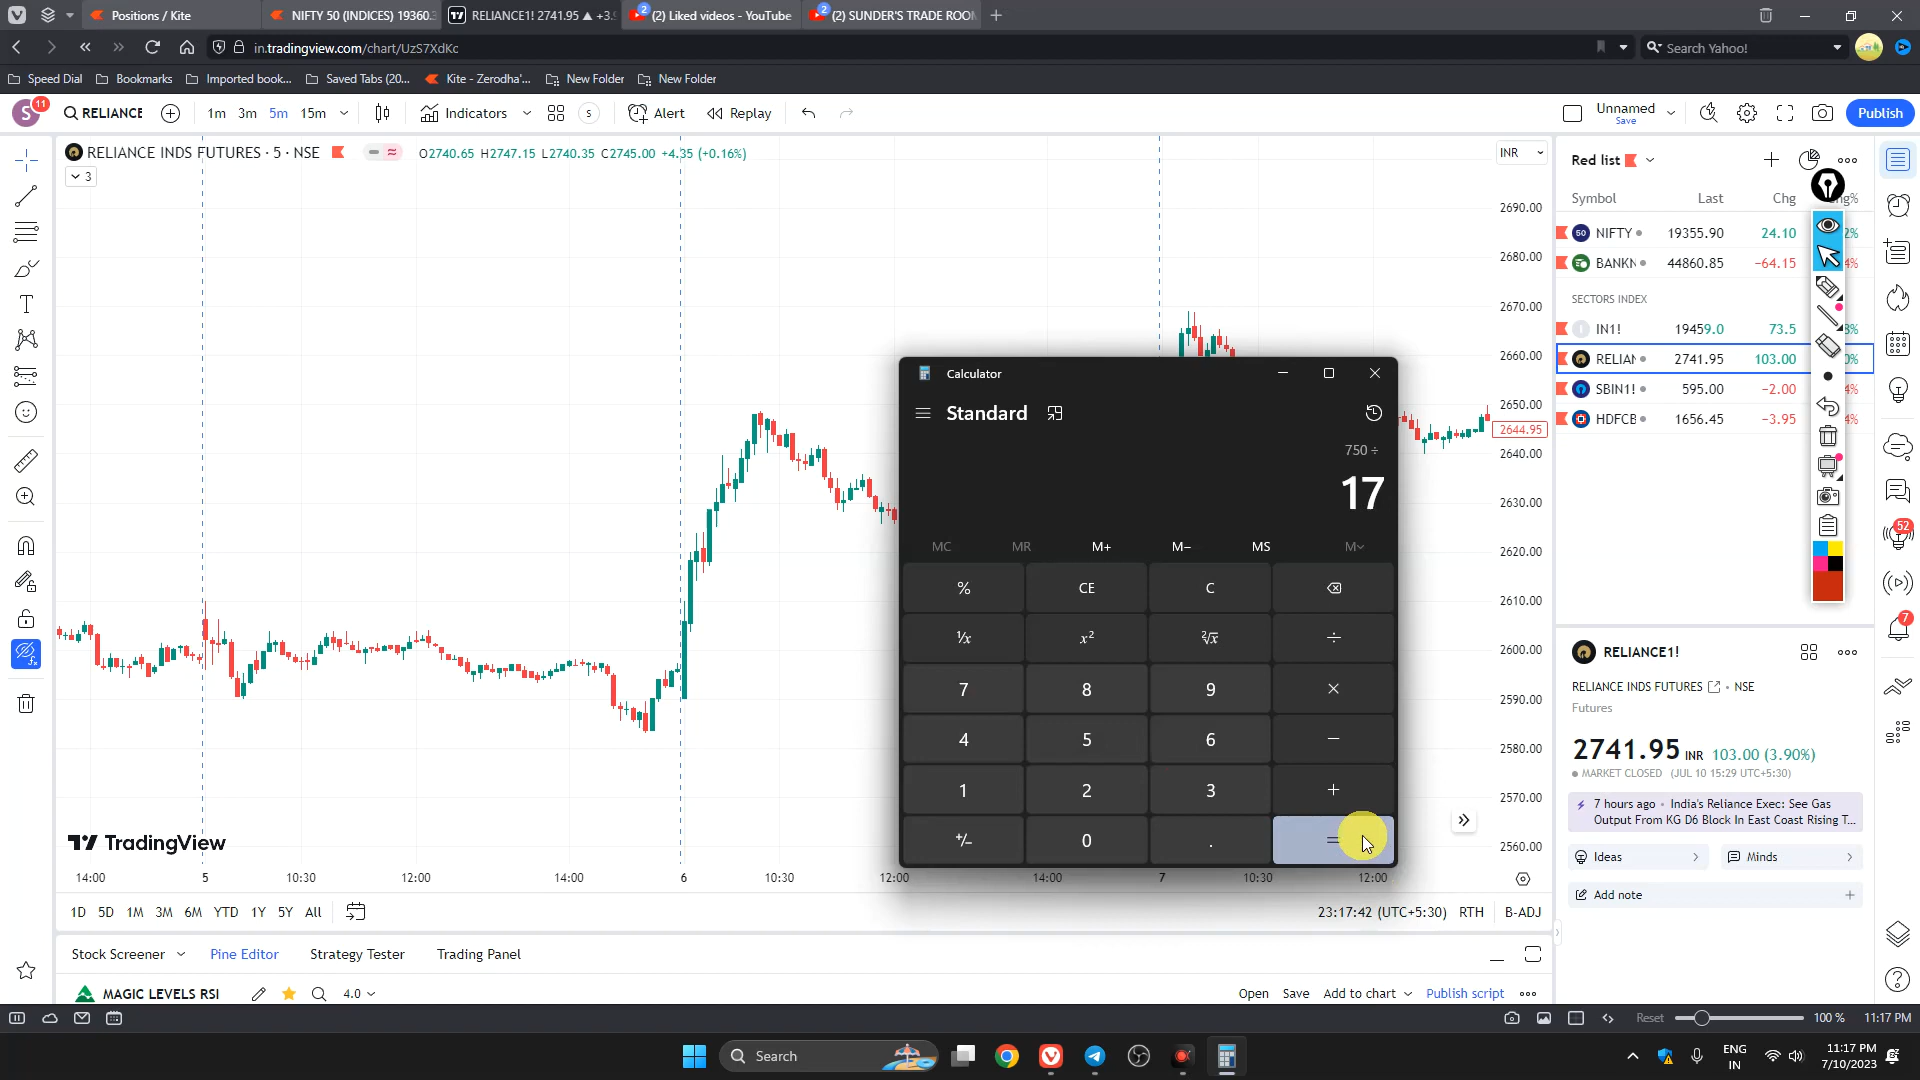 Positions / Kite
NIFTY 50 (INDICES) 19360.3
RELIANCE1! 2741.95 ▲ +3.
2
(2) Liked videos - YouTube
2
(2) SUNDER'S TRADE ROOM
in.tradingview.com/chart/UzS7XdKc
Search Yahoo!
Speed Dial
Bookmarks
Imported book...
Saved Tabs (20...
Kite - Zerodha'...
New Folder
New Folder
S
11
RELIANCE
1m
3m
5m
15m
Indicators
S
Alert
Replay
Unnamed
Save
Publish
RELIANCE INDS FUTURES · 5 · NSE
O2740.65 H2747.15 L2740.35 C2745.00 +4.35 (+0.16%)
3
INR
2690.00
2680.00
2670.00
2660.00
2650.00
2644.95
2640.00
2630.00
2620.00
2610.00
2600.00
2590.00
2580.00
2570.00
2560.00
TradingView
14:00
5
10:30
12:00
14:00
6
10:30
12:00
14:00
7
10:30
12:00
1D
5D
1M
3M
6M
YTD
1Y
5Y
All
23:17:42 (UTC+5:30)
RTH
B-ADJ
Stock Screener
Pine Editor
Strategy Tester
Trading Panel
MAGIC LEVELS RSI
4.0
Open
Save
Add to chart
Publish script
Calculator
Standard
750 ÷
17
MC
MR
M+
M−
MS
M
%
CE
C
¹/x
x²
²√x
÷
7
8
9
×
4
5
6
−
1
2
3
+
+/−
0
.
=
Red list
Symbol
Last
Chg
NIFTY
19355.90
24.10
50
BANKN
44860.85
−64.15
SECTORS INDEX
I
IN1!
19459.0
73.5
RELIAN
2741.95
103.00
SBIN1!
595.00
−2.00
HDFCB
1656.45
−3.95
52
7
RELIANCE1!
RELIANCE INDS FUTURES
NSE
Futures
2741.95 INR 103.00 (3.90%)
MARKET CLOSED (JUL 10 15:29 UTC+5:30)
7 hours ago • India's Reliance Exec: See Gas
Output From KG D6 Block In East Coast Rising T...
Ideas
Minds
Add note
Reset
100 %
11:17 PM
Search
ENG
IN
11:17 PM
7/10/2023